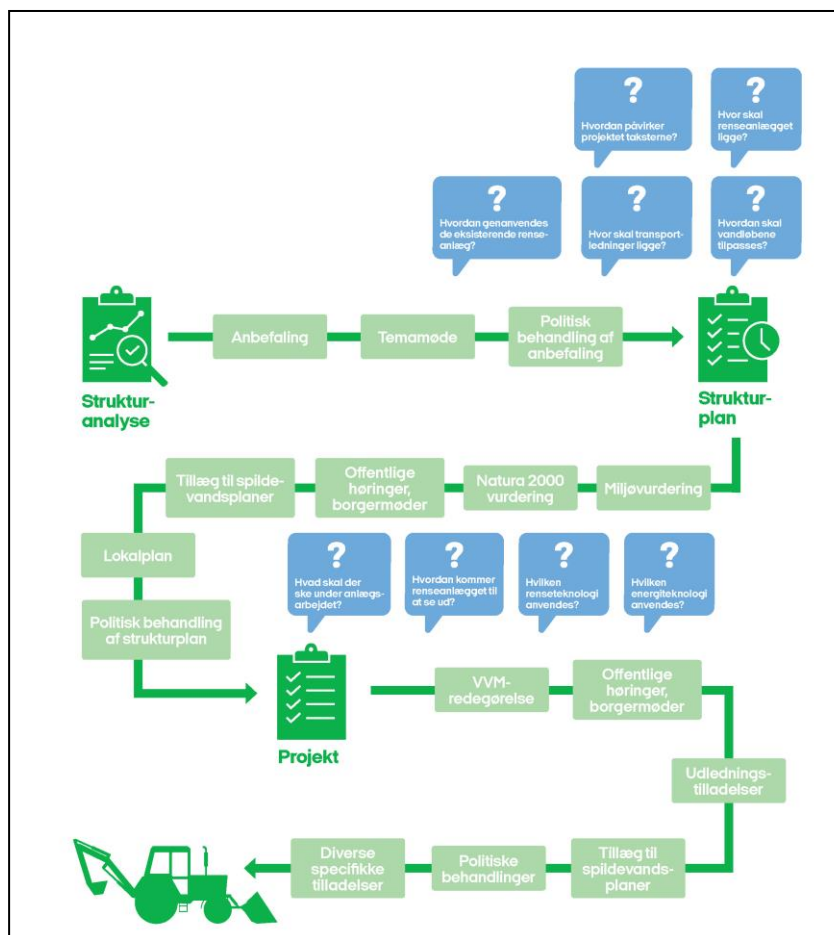 ?
Hvordan påvirker
projektet taksterne?
?
Hvor skal
renseanlægget
ligge?
?
Hvordan genanvendes
de eksisterende rense-
anlæg?
?
Hvor skal transport-
ledninger ligge?
?
Hvordan skal
vandløbene
tilpasses?
Struktur-
analyse
Anbefaling
Temamøde
Politisk
behandling af
anbefaling
Struktur-
plan
Miljøvurdering
Natura 2000
vurdering
Offentlige
høringer,
borgermøder
Tillæg til spilde-
vandsplaner
Lokalplan
Politisk behandling
af strukturplan
?
Hvad skal der
ske under anlægs-
arbejdet?
?
Hvordan kommer
renseanlægget til
at se ud?
?
Hvilken
renseteknologi
anvendes?
?
Hvilken
energiteknologi
anvendes?
Projekt
VVM-
redegørelse
Offentlige
høringer,
borgermøder
Udlednings-
tilladelser
Tillæg til
spildevands-
planer
Politiske
behandlinger
Diverse
specifikke
tilladelser